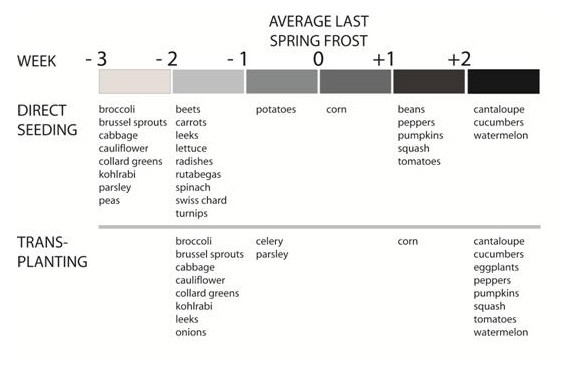 AVERAGE LAST
SPRING FROST
WEEK - 3 - 2 - 1 0 +1 +2
DIRECT
SEEDING
broccoli
brussel sprouts
cabbage
cauliflower
collard greens
kohlrabi
parsley
peas
beets
carrots
leeks
lettuce
radishes
rutabegas
spinach
swiss chard
turnips
potatoes
corn
beans
peppers
pumpkins
squash
tomatoes
cantaloupe
cucumbers
watermelon
TRANS-
PLANTING
broccoli
brussel sprouts
cabbage
cauliflower
collard greens
kohlrabi
leeks
onions
celery
parsley
corn
cantaloupe
cucumbers
eggplants
peppers
pumpkins
squash
tomatoes
watermelon